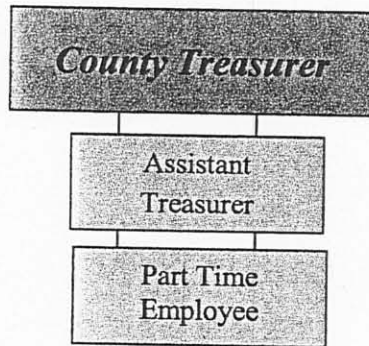 County Treasurer
Assistant
Treasurer
Part Time
Employee